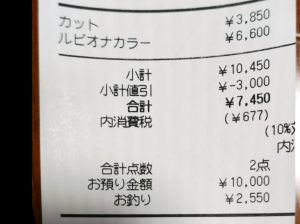 カット ¥3,850
ルビオナカラー ¥6,600
小計 ¥10,450
小計値引 ¥-3,000
合計 ¥7,450
内消費税 (¥677)
(10%対
内消
合計点数 2点
お預り金額 ¥10,000
お釣り ¥2,550